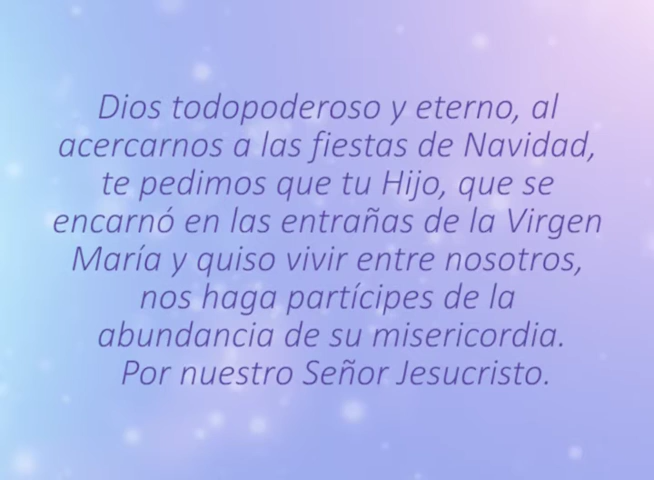 Dios todopoderoso y eterno, al
acercarnos a las fiestas de Navidad,
te pedimos que tu Hijo, que se
encarnó en las entrañas de la Virgen
María y quiso vivir entre nosotros,
nos haga partícipes de la
abundancia de su misericordia.
Por nuestro Señor Jesucristo.